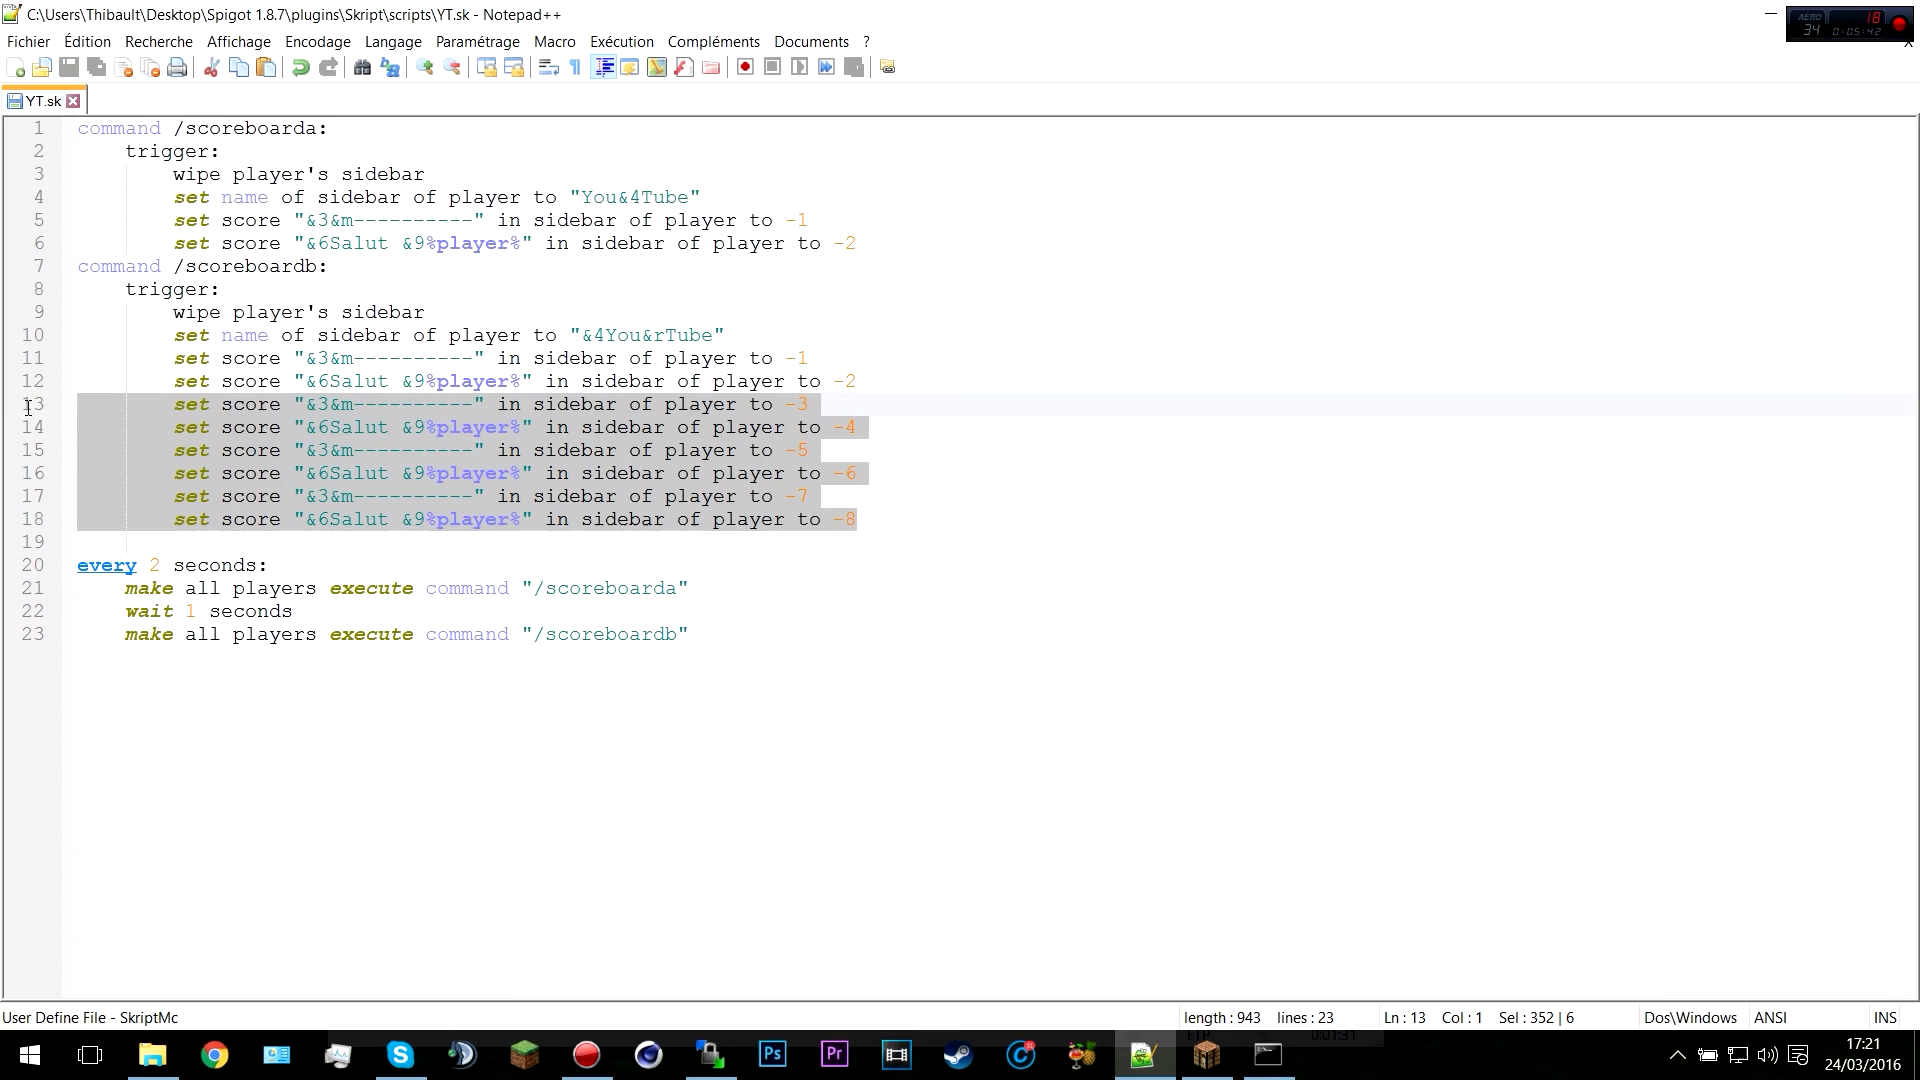 C:\Users\Thibault\Desktop\Spigot 1.8.7\plugins\Skript\scripts\YT.sk - Notepad++
AERO
34
18
0:05:42
Fichier Édition Recherche Affichage Encodage Langage Paramétrage Macro Exécution Compléments Documents ?
YT.sk
1 command /scoreboarda:
2 trigger:
3 wipe player's sidebar
4 set name of sidebar of player to "You&4Tube"
5 set score "&3&m----------" in sidebar of player to -1
6 set score "&6Salut &9%player%" in sidebar of player to -2
7 command /scoreboardb:
8 trigger:
9 wipe player's sidebar
10 set name of sidebar of player to "&4You&rTube"
11 set score "&3&m----------" in sidebar of player to -1
12 set score "&6Salut &9%player%" in sidebar of player to -2
13 set score "&3&m----------" in sidebar of player to -3
14 set score "&6Salut &9%player%" in sidebar of player to -4
15 set score "&3&m----------" in sidebar of player to -5
16 set score "&6Salut &9%player%" in sidebar of player to -6
17 set score "&3&m----------" in sidebar of player to -7
18 set score "&6Salut &9%player%" in sidebar of player to -8
19
20 every 2 seconds:
21 make all players execute command "/scoreboarda"
22 wait 1 seconds
23 make all players execute command "/scoreboardb"
User Define File - SkriptMc length : 943 lines : 23 Ln : 13 Col : 1 Sel : 352 | 6 Dos\Windows ANSI INS
0:01:31
Ps
Pr
17:21
24/03/2016